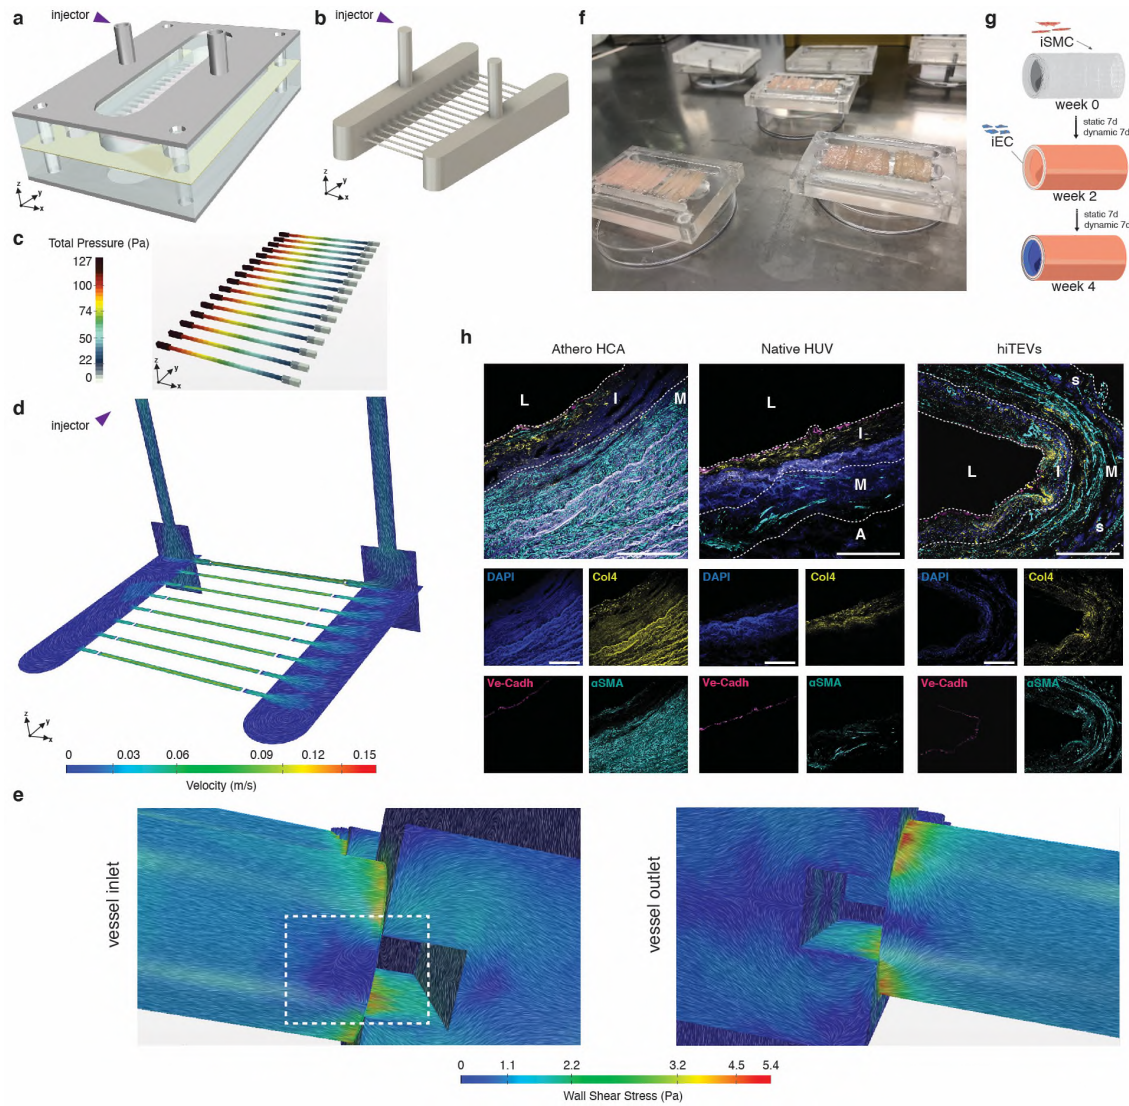 a
injector
z
y
x
b
injector
z
y
x
c
Total Pressure (Pa)
127
100
74
50
22
0
z
y
x
d
injector
z
y
x
0 0.03 0.06 0.09 0.12 0.15
Velocity (m/s)
e
vessel inlet
vessel outlet
0 1.1 2.2 3.2 4.5 5.4
Wall Shear Stress (Pa)
f
g
iSMC
week 0
static 7d
dynamic 7d
iEC
week 2
static 7d
dynamic 7d
week 4
h
Athero HCA
Native HUV
hiTEVs
L I M
L I M A
L I M s s
DAPI Col4
DAPI Col4
DAPI Col4
Ve-Cadh αSMA
Ve-Cadh αSMA
Ve-Cadh αSMA